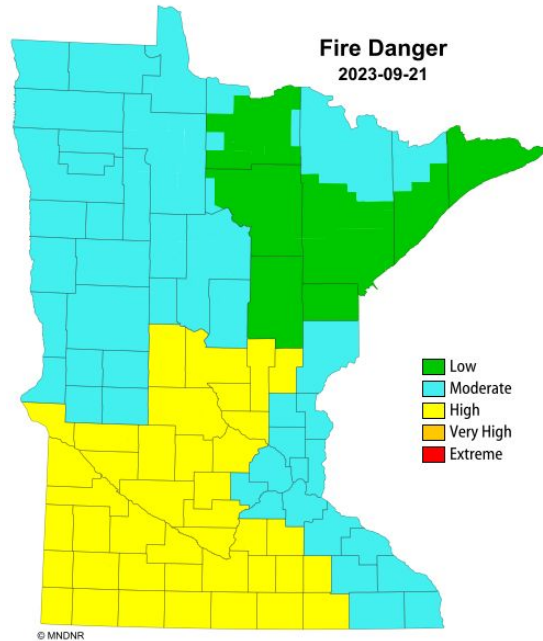 Fire Danger
2023-09-21
Low
Moderate
High
Very High
Extreme
© MNDNR